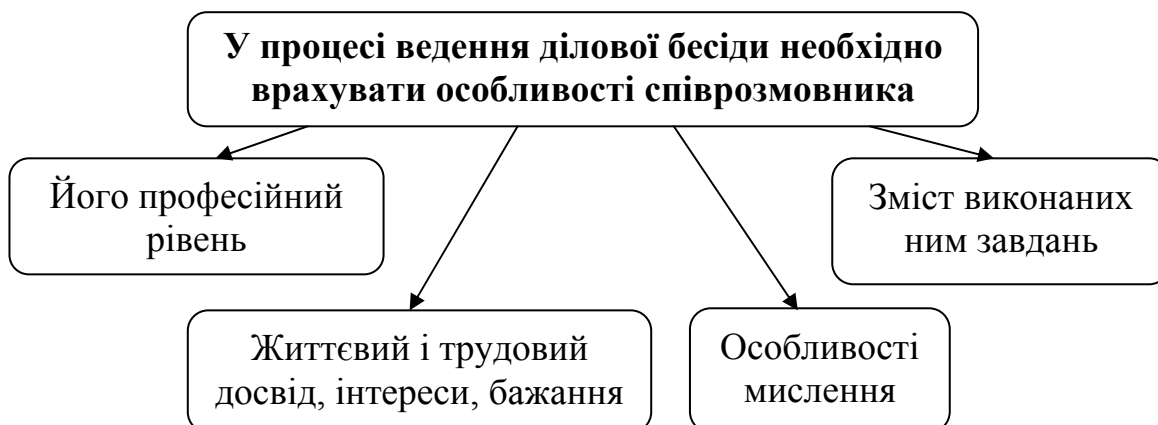 У процесі ведення ділової бесіди необхідно
врахувати особливості співрозмовника
Його професійний
рівень
Зміст виконаних
ним завдань
Життєвий і трудовий
досвід, інтереси, бажання
Особливості
мислення